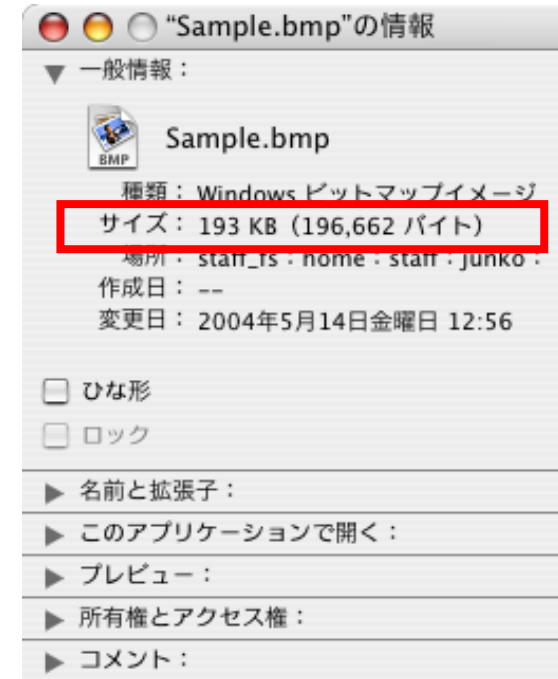 “Sample.bmp”の情報
一般情報：
BMP
Sample.bmp
種類： Windows ビットマップイメージ
サイズ： 193 KB（196,662 バイト）
場所： staff_fs：home：staff：junko：
作成日： --
変更日： 2004年5月14日金曜日 12:56
ひな形
ロック
名前と拡張子：
このアプリケーションで開く：
プレビュー：
所有権とアクセス権：
コメント：